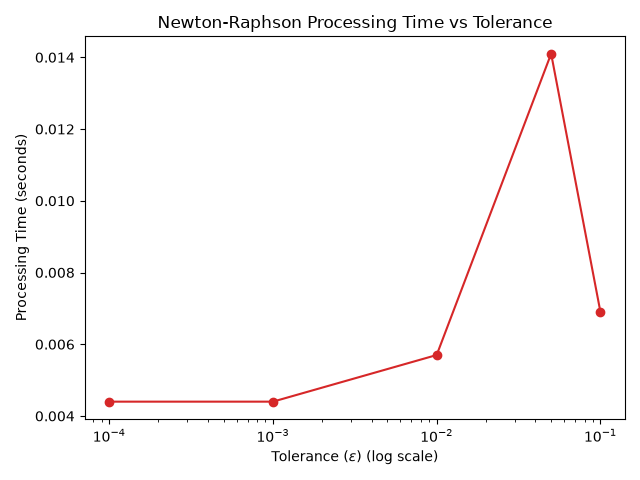 Newton-Raphson Processing Time vs Tolerance
Processing Time (seconds)
0.014
0.012
0.010
0.008
0.006
0.004
10⁻⁴ 10⁻³ 10⁻² 10⁻¹
Tolerance (ε) (log scale)